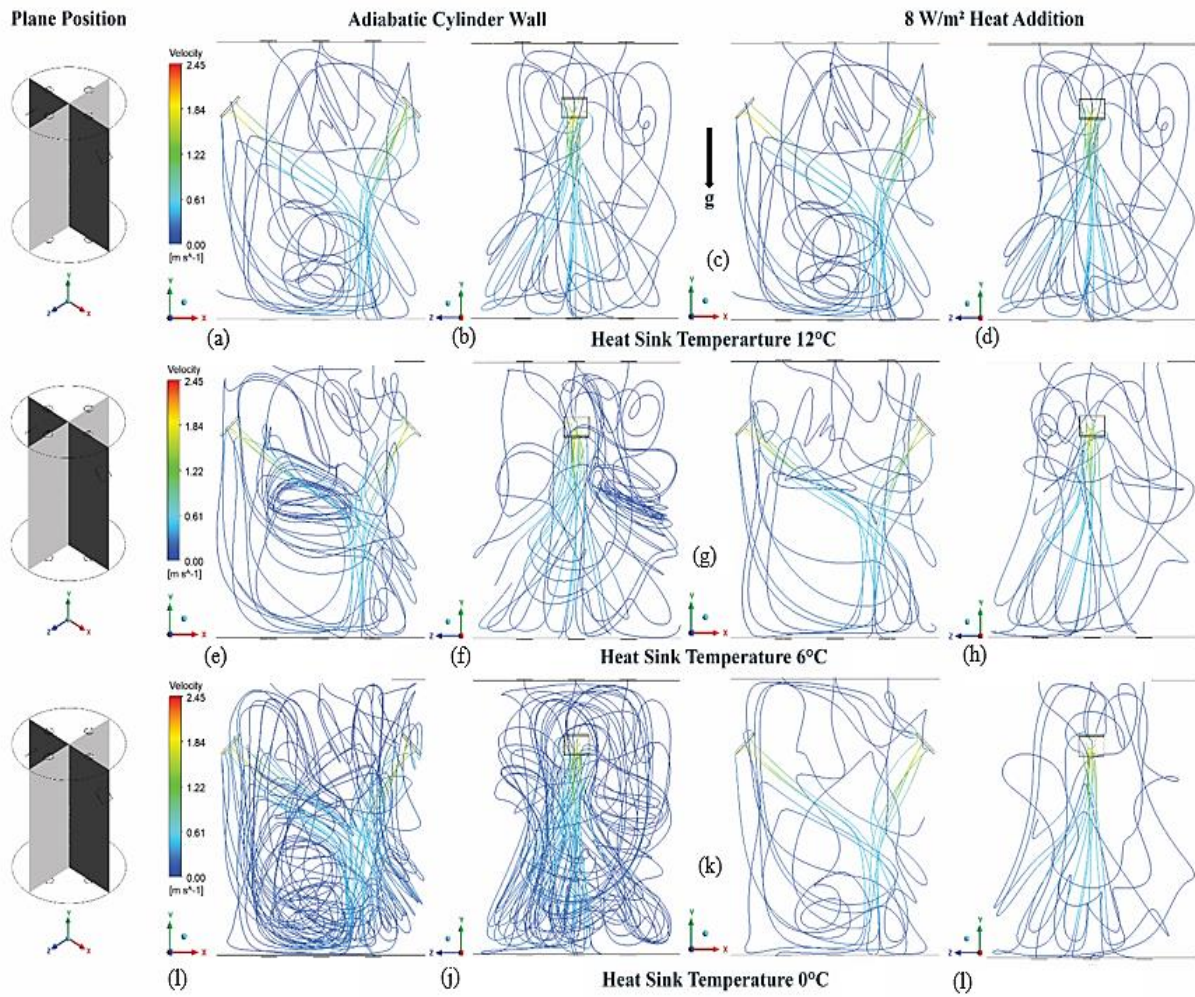 Plane Position Adiabatic Cylinder Wall 8 W/m² Heat Addition
Velocity
2.45
1.84
1.22
0.61
0.00
[m s^-1]
g
Y
Z X
Y
X
Y
Z
Y
X
Y
Z
(a) (b) (c) (d)
Heat Sink Temperarture 12°C
Velocity
2.45
1.84
1.22
0.61
0.00
[m s^-1]
Y
Z X
Y
X
Y
Z
Y
X
Y
Z
(e) (f) (g) (h)
Heat Sink Temperature 6°C
Velocity
2.45
1.84
1.22
0.61
0.00
[m s^-1]
Y
Z X
Y
X
Y
Z
Y
X
Y
Z
(l) (j) (k) (l)
Heat Sink Temperature 0°C